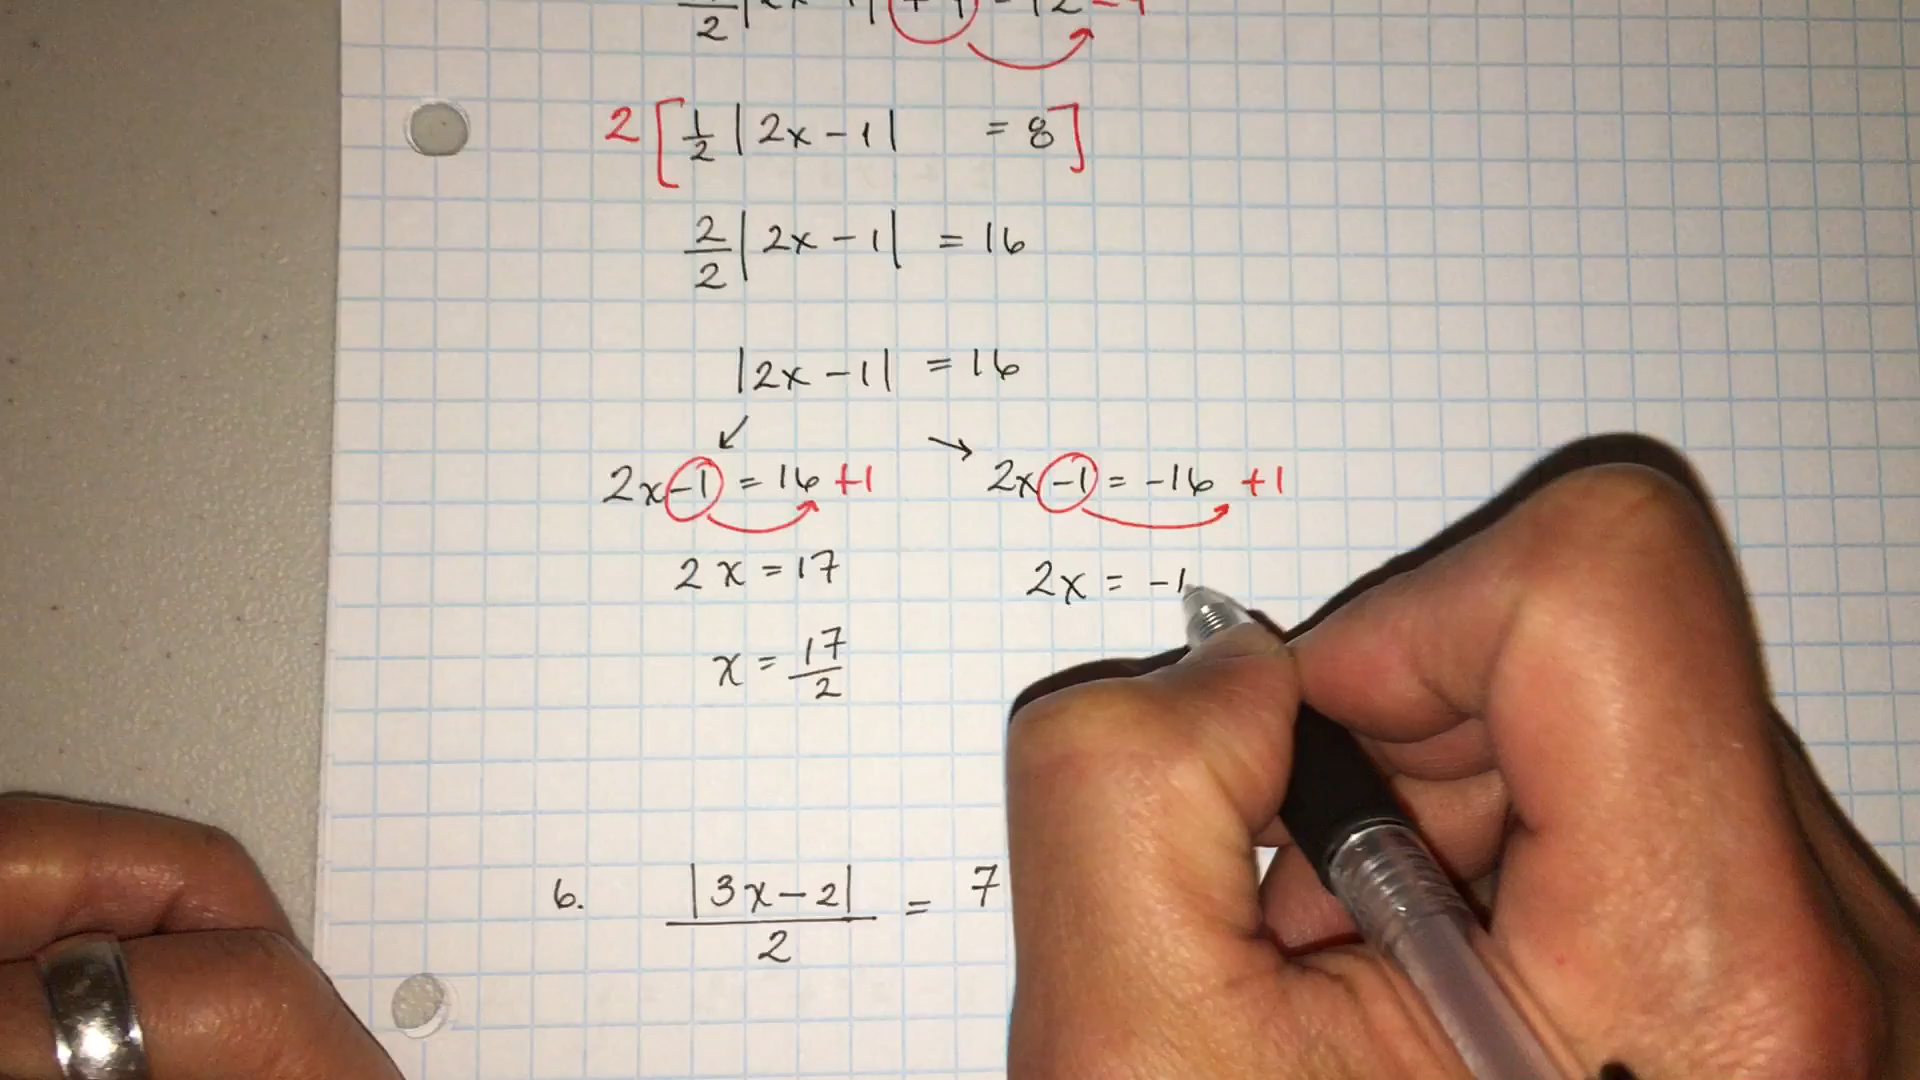 2 [ 1/2 |2x - 1| = 8 ]
2/2 |2x - 1| = 16
|2x - 1| = 16
↙ ↘
2x - 1 = 16 + 1 2x - 1 = -16 + 1
2x = 17 2x = -1
x = 17/2
6. |3x - 2| / 2 = 7